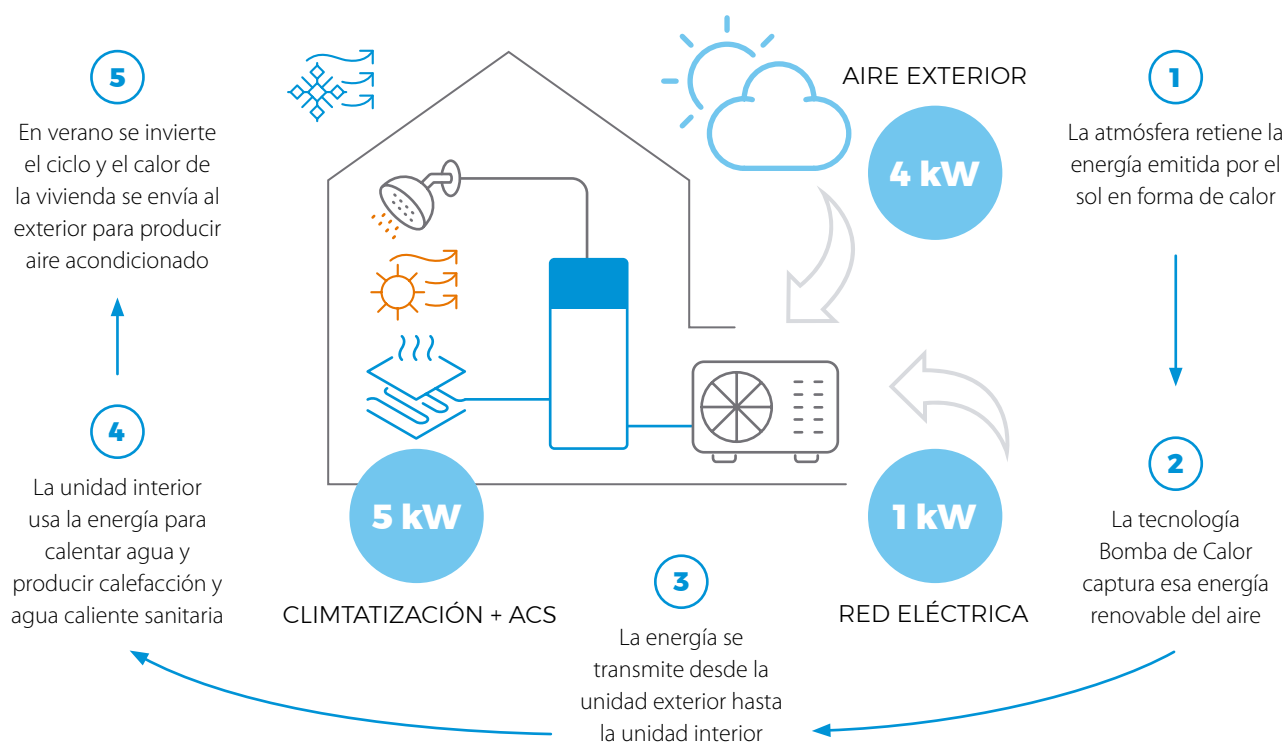 AIRE EXTERIOR
4 kW
1
La atmósfera retiene la
energía emitida por el
sol en forma de calor
2
La tecnología
Bomba de Calor
captura esa energía
renovable del aire
1 kW
RED ELÉCTRICA
3
La energía se
transmite desde la
unidad exterior hasta
la unidad interior
5 kW
CLIMTATIZACIÓN + ACS
4
La unidad interior
usa la energía para
calentar agua y
producir calefacción y
agua caliente sanitaria
5
En verano se invierte
el ciclo y el calor de
la vivienda se envía al
exterior para producir
aire acondicionado